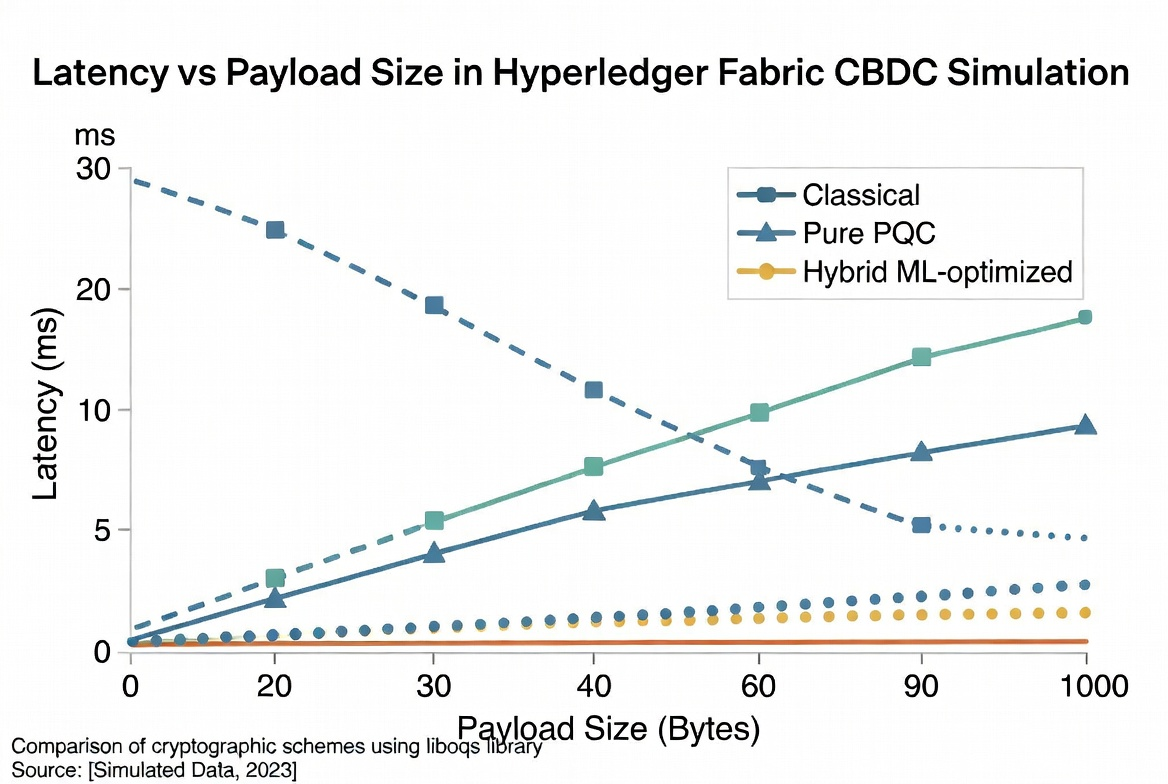 Latency vs Payload Size in Hyperledger Fabric CBDC Simulation
ms
30
20
10
5
0
Latency (ms)
Classical
Pure PQC
Hybrid ML-optimized
0 20 30 40 60 90 1000
Payload Size (Bytes)
Comparison of cryptographic schemes using liboqs library
Source: [Simulated Data, 2023]